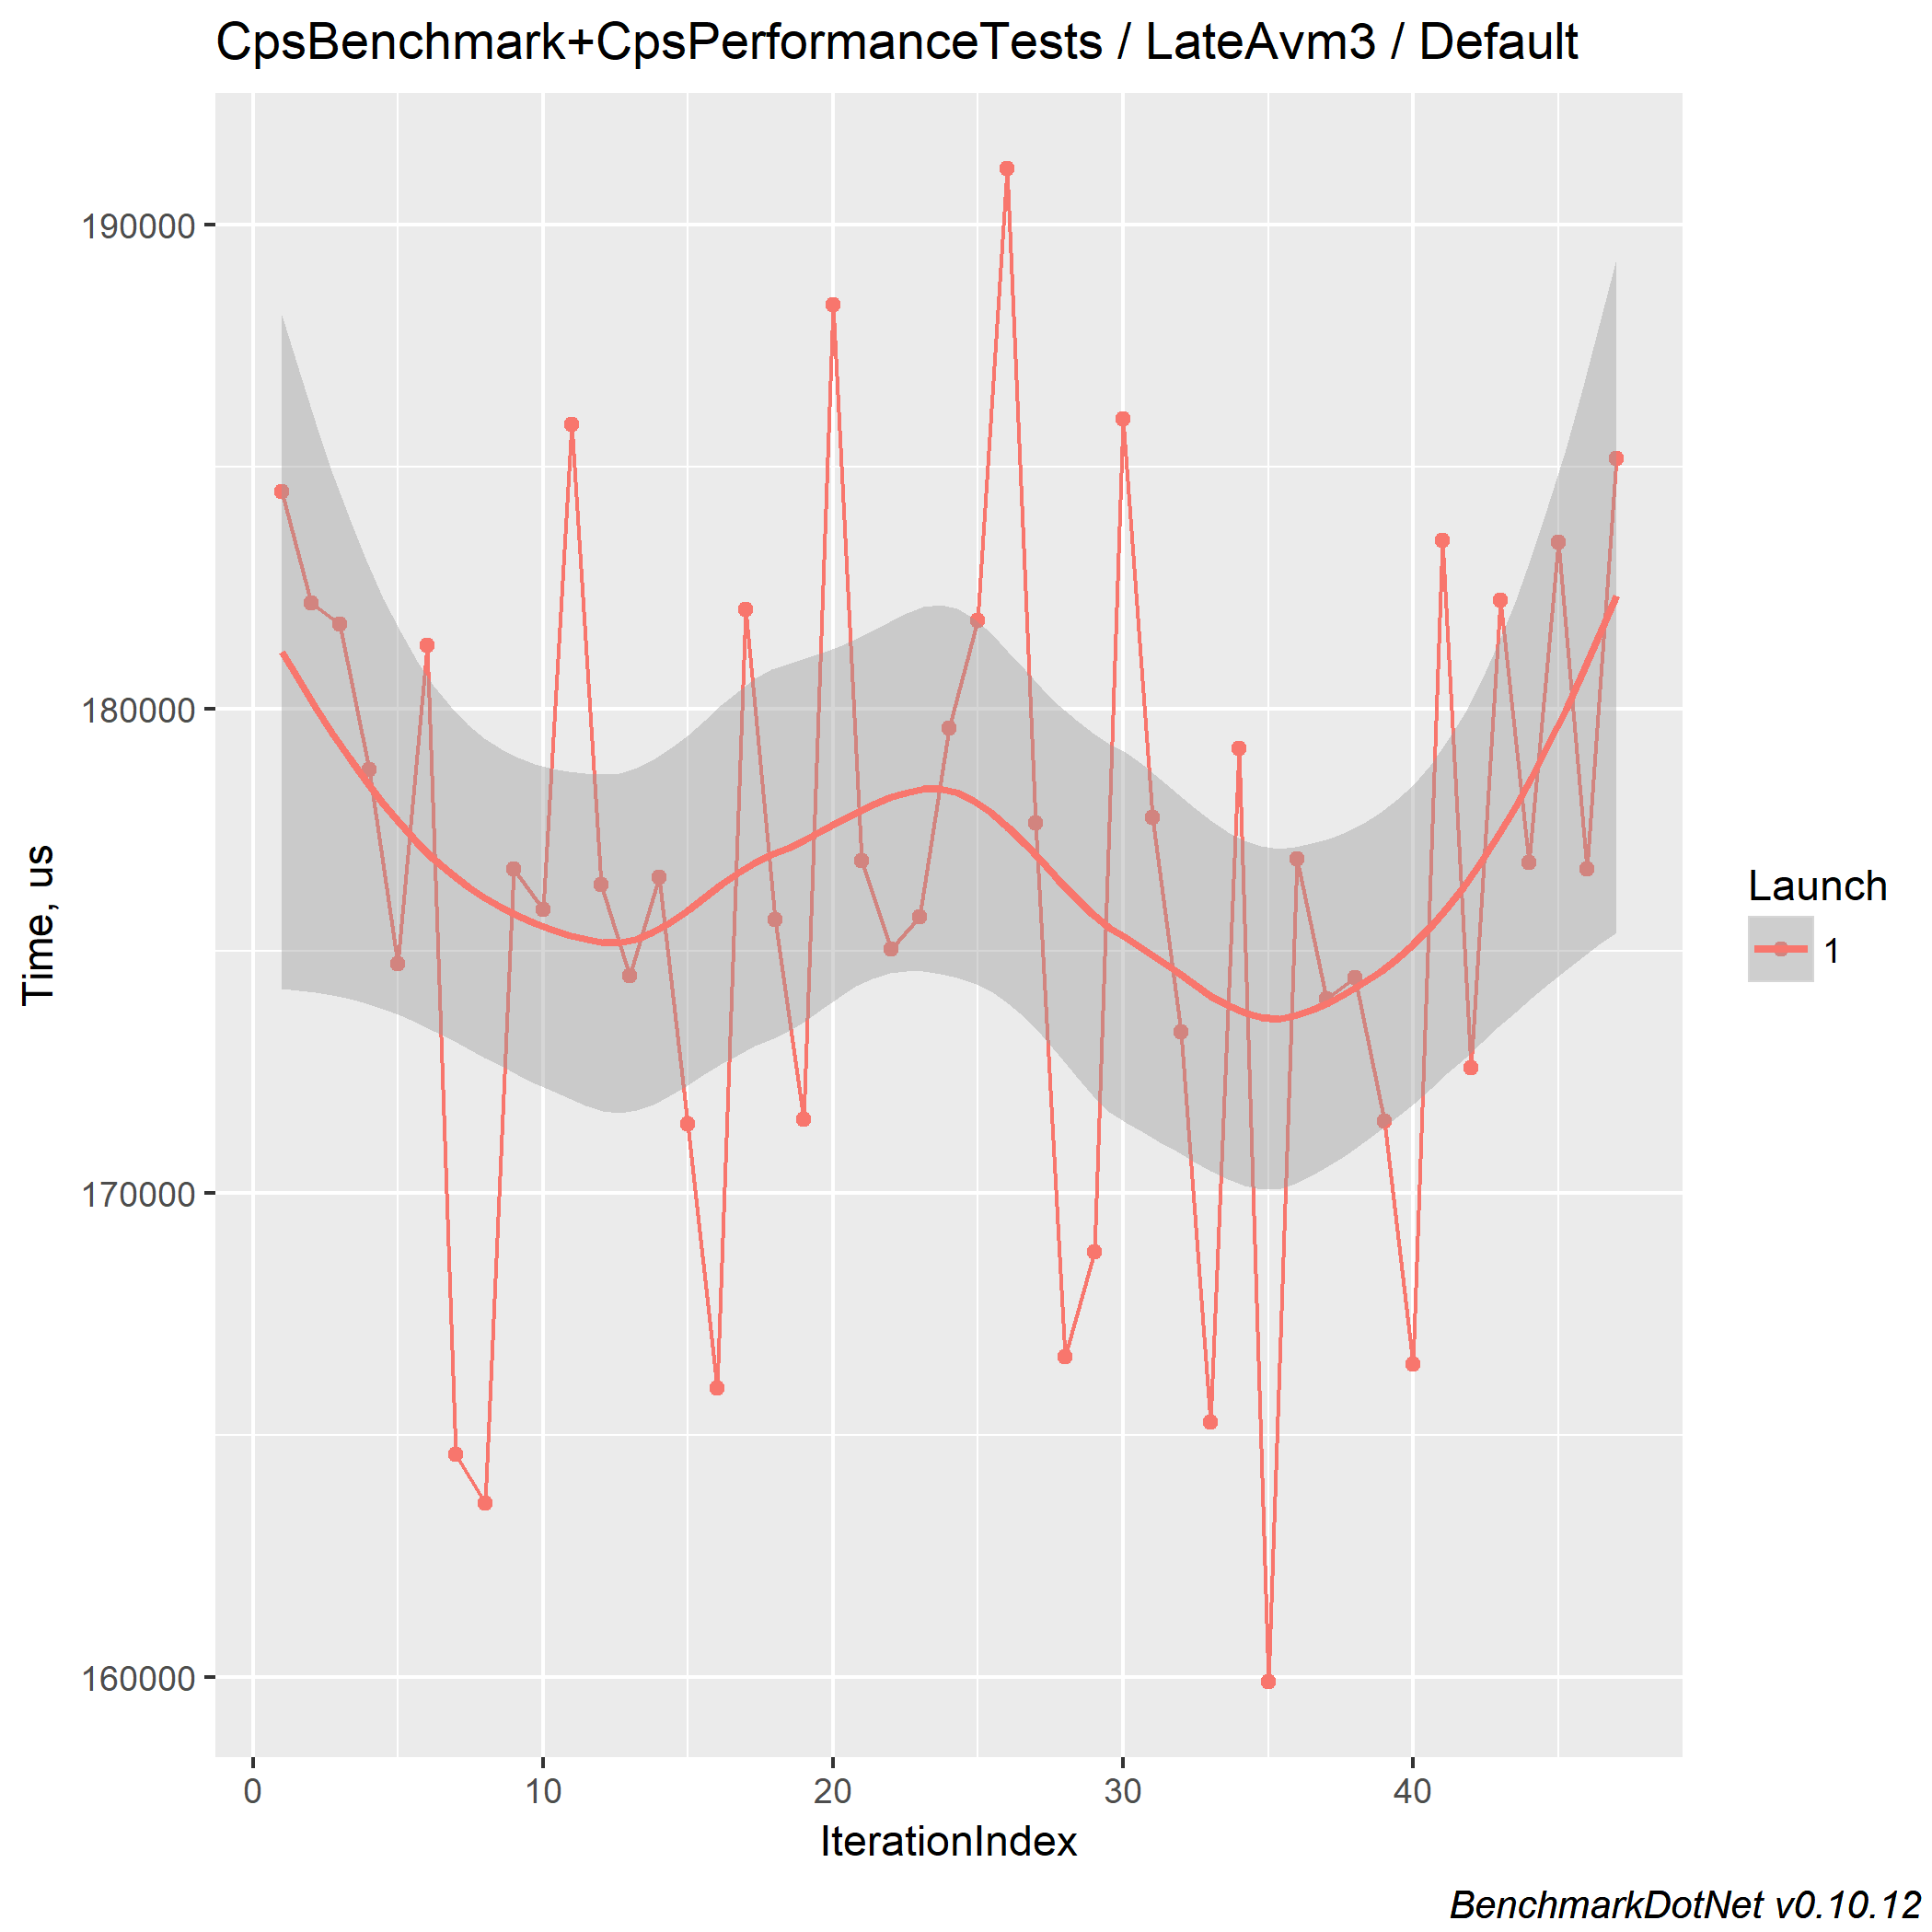 CpsBenchmark+CpsPerformanceTests / LateAvm3 / Default
190000
180000
170000
160000
Time, us
0 10 20 30 40
IterationIndex
Launch
1
BenchmarkDotNet v0.10.12